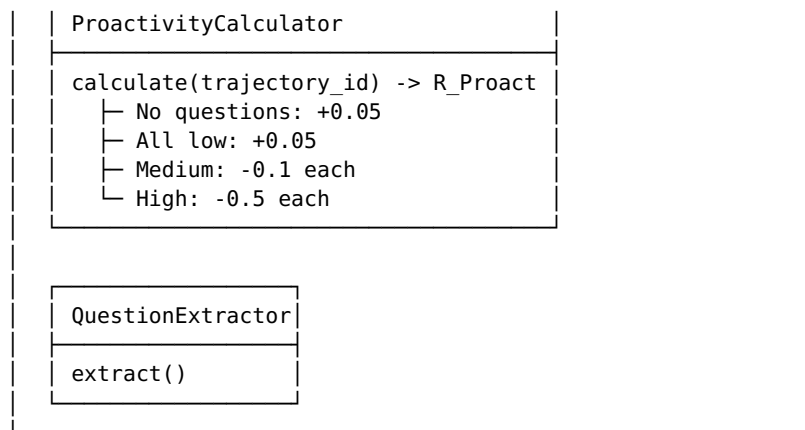 ProactivityCalculator
calculate(trajectory_id) -> R_Proact
├─ No questions: +0.05
├─ All low: +0.05
├─ Medium: -0.1 each
└─ High: -0.5 each
QuestionExtractor
extract()